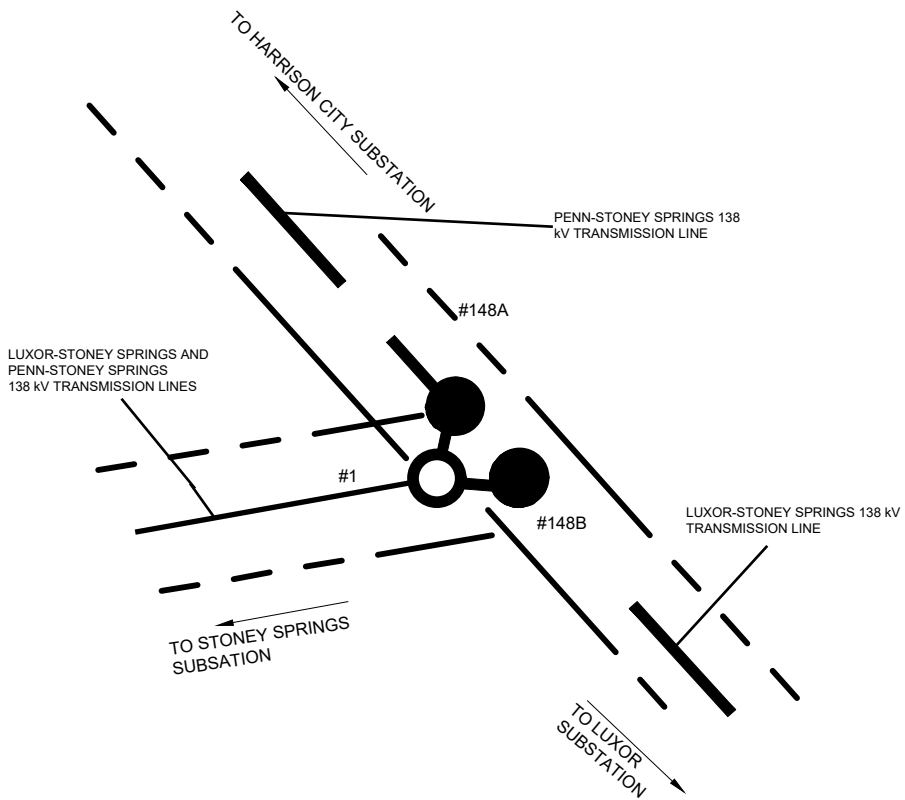 TO HARRISON CITY SUBSTATION
PENN-STONEY SPRINGS 138
kV TRANSMISSION LINE
#148A
LUXOR-STONEY SPRINGS AND
PENN-STONEY SPRINGS
138 kV TRANSMISSION LINES
#1
#148B
LUXOR-STONEY SPRINGS 138 kV
TRANSMISSION LINE
TO STONEY SPRINGS
SUBSATION
TO LUXOR
SUBSTATION